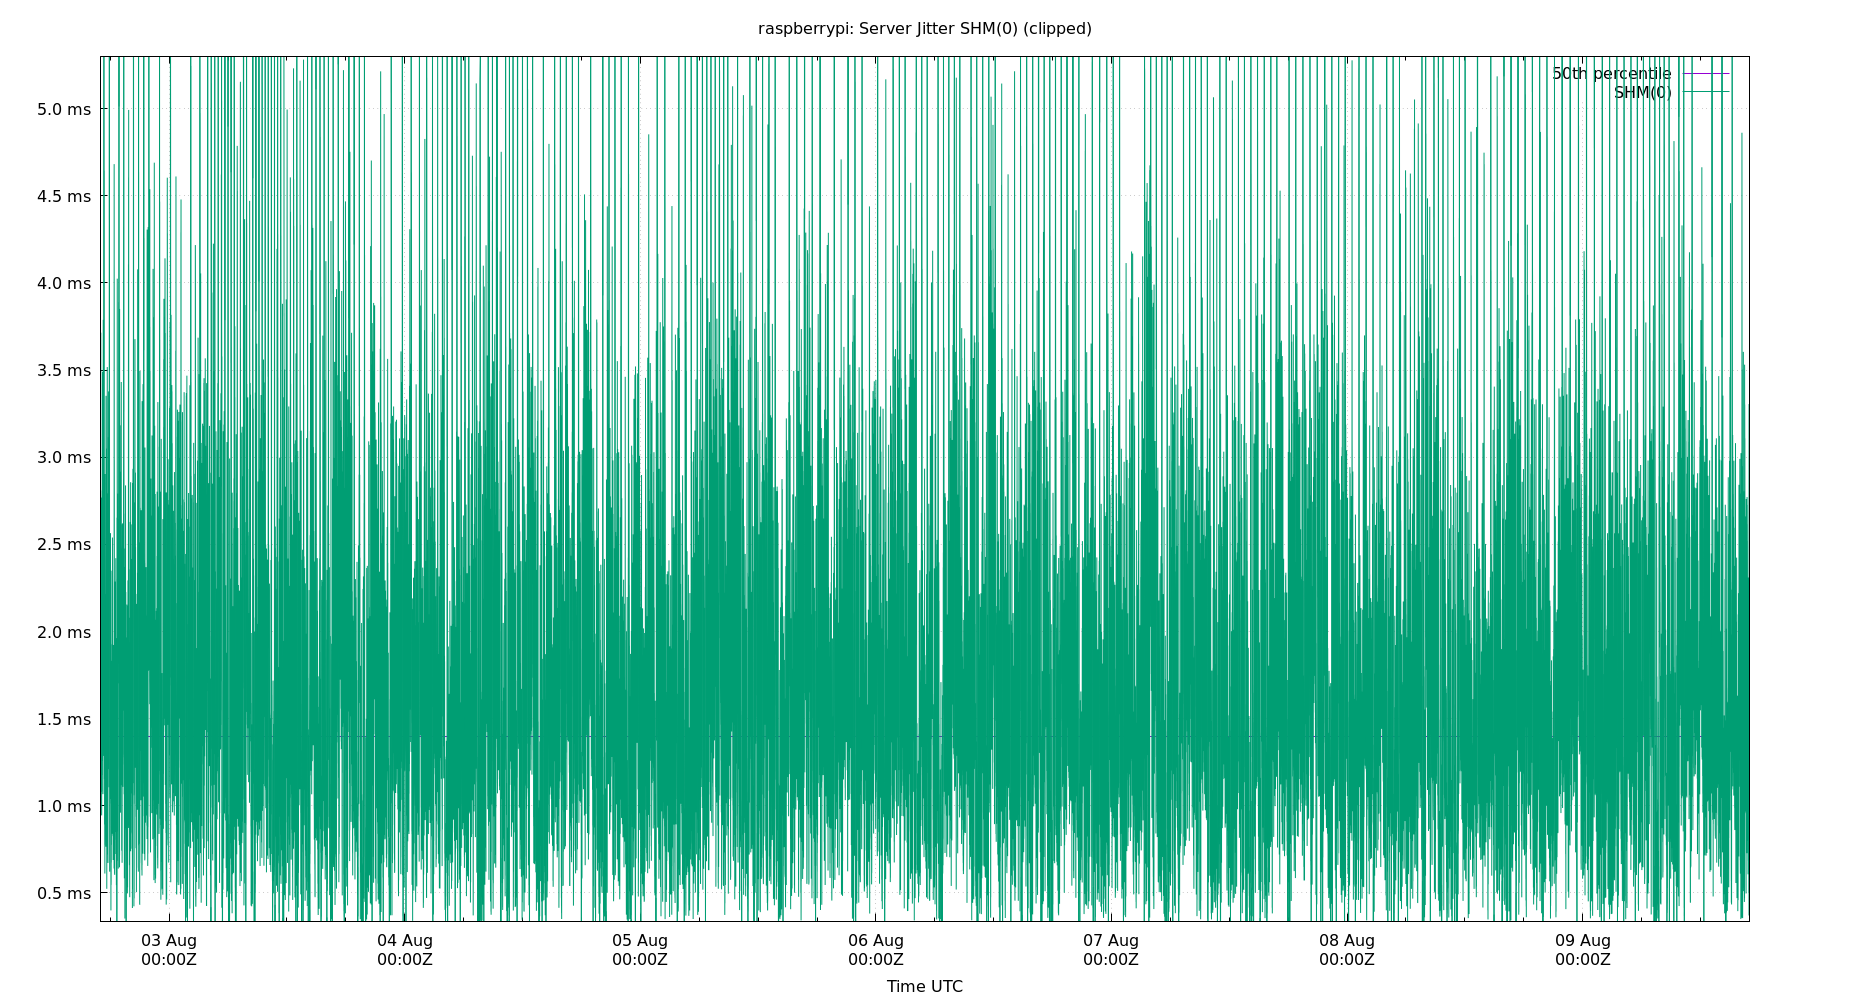 raspberrypi: Server Jitter SHM(0) (clipped)
50th percentile
SHM(0)
5.0 ms
4.5 ms
4.0 ms
3.5 ms
3.0 ms
2.5 ms
2.0 ms
1.5 ms
1.0 ms
0.5 ms
03 Aug 04 Aug 05 Aug 06 Aug 07 Aug 08 Aug 09 Aug
00:00Z 00:00Z 00:00Z 00:00Z 00:00Z 00:00Z 00:00Z
Time UTC